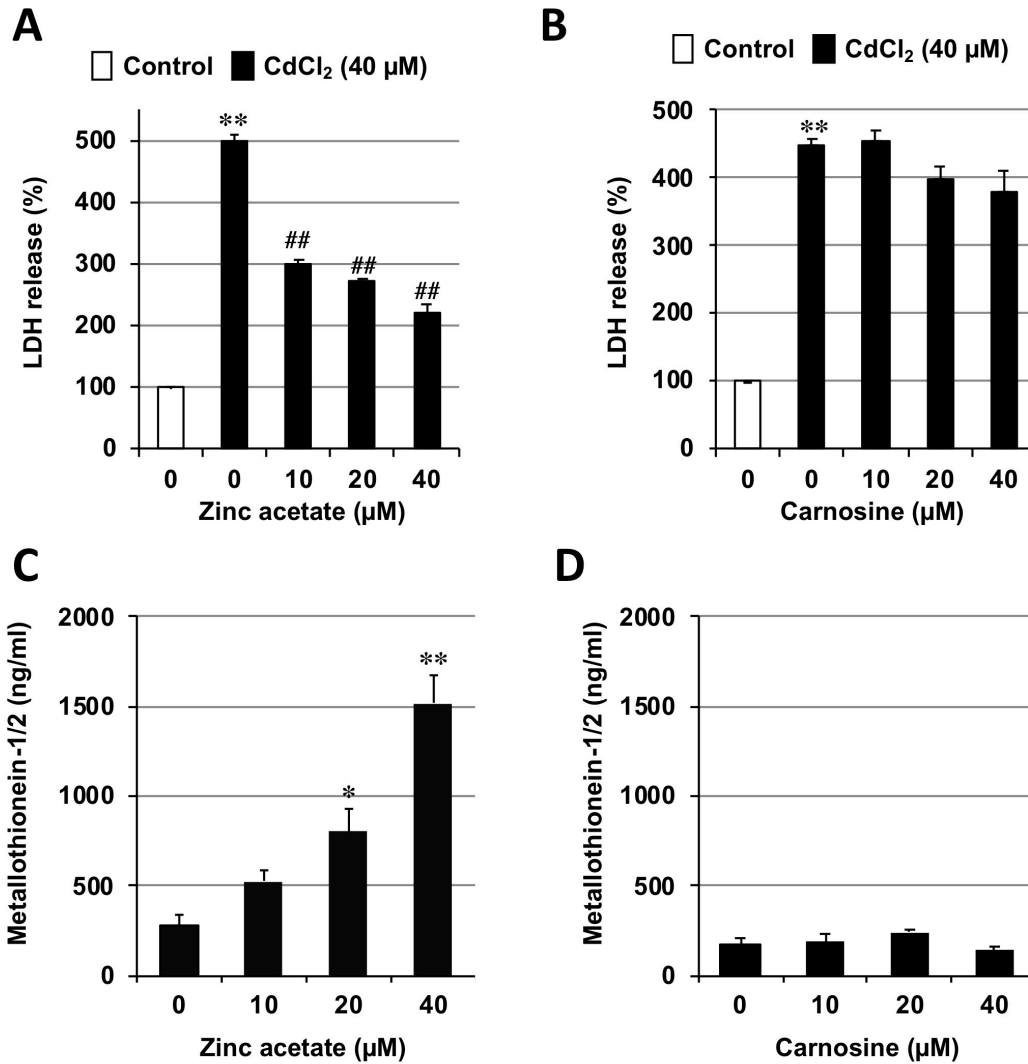 A
Control CdCl₂ (40 µM)
LDH release (%)
500
400
300
200
100
0
**
##
##
##
0 0 10 20 40
Zinc acetate (µM)
B
Control CdCl₂ (40 µM)
LDH release (%)
500
400
300
200
100
0
**
0 0 10 20 40
Carnosine (µM)
C
Metallothionein-1/2 (ng/ml)
2000
1500
1000
500
0
*
**
0 10 20 40
Zinc acetate (µM)
D
Metallothionein-1/2 (ng/ml)
2000
1500
1000
500
0
0 10 20 40
Carnosine (µM)